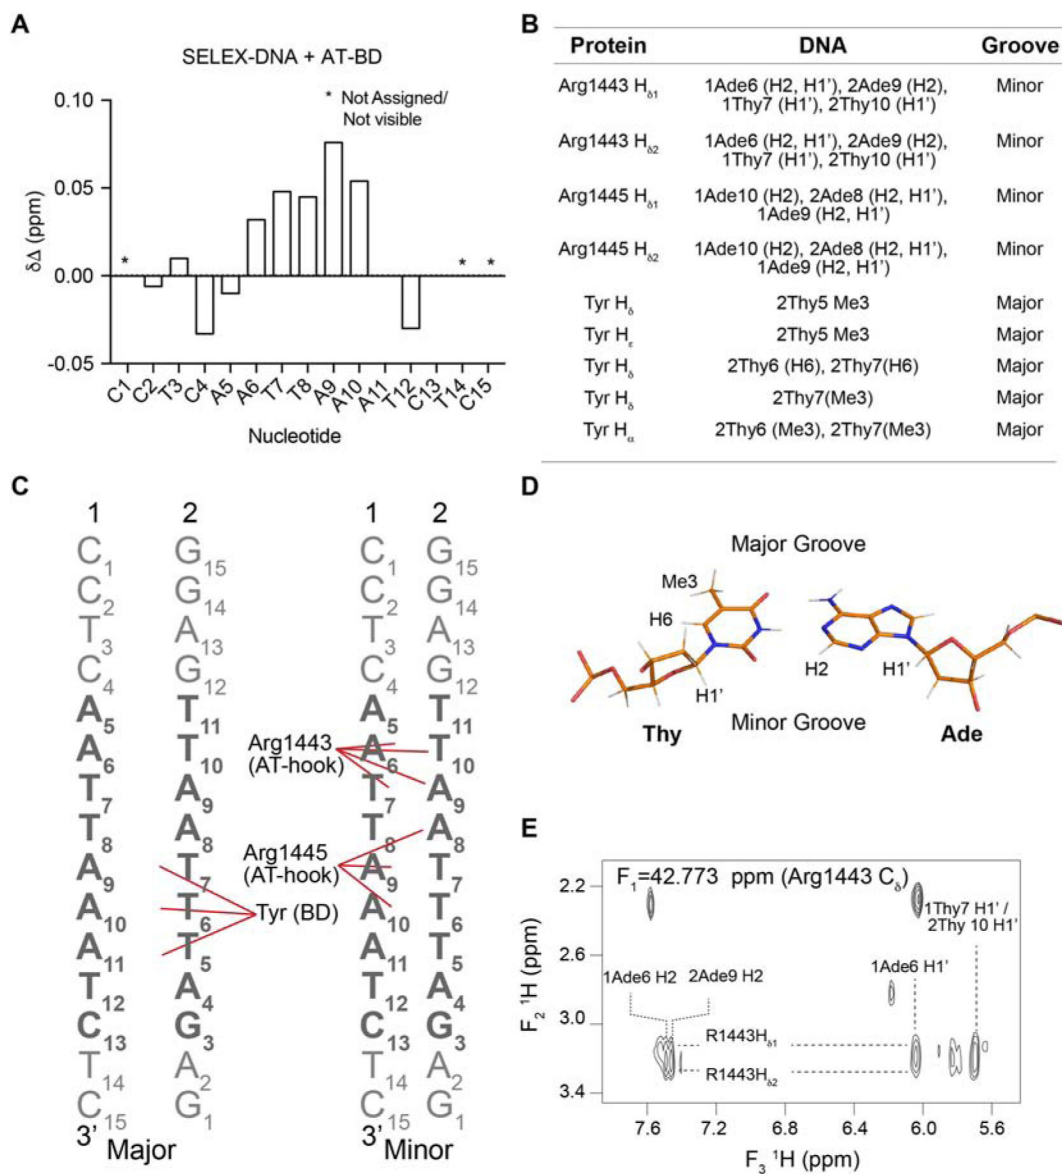 A
SELEX-DNA + AT-BD
* Not Assigned/
Not visible
δΔ (ppm)
0.10
0.05
0.00
-0.05
* * *
C1 C2 T3 C4 A5 A6 T7 T8 A9 A10 A11 T12 C13 T14 C15
Nucleotide
B
Protein DNA Groove
Arg1443 Hδ1 1Ade6 (H2, H1'), 2Ade9 (H2), Minor
1Thy7 (H1'), 2Thy10 (H1')
Arg1443 Hδ2 1Ade6 (H2, H1'), 2Ade9 (H2), Minor
1Thy7 (H1'), 2Thy10 (H1')
Arg1445 Hδ1 1Ade10 (H2), 2Ade8 (H2, H1'), Minor
1Ade9 (H2, H1')
Arg1445 Hδ2 1Ade10 (H2), 2Ade8 (H2, H1'), Minor
1Ade9 (H2, H1')
Tyr Hδ 2Thy5 Me3 Major
Tyr Hε 2Thy5 Me3 Major
Tyr Hδ 2Thy6 (H6), 2Thy7(H6) Major
Tyr Hδ 2Thy7(Me3) Major
Tyr Hα 2Thy6 (Me3), 2Thy7(Me3) Major
C
1 2 1 2
C1 G15 C1 G15
C2 G14 C2 G14
T3 A13 T3 A13
C4 G12 C4 G12
A5 T11 A5 T11
A6 T10 A6 T10
T7 A9 T7 A9
T8 A8 T8 A8
A9 T7 A9 T7
A10 T6 A10 T6
A11 T5 A11 T5
T12 A4 T12 A4
C13 G3 C13 G3
T14 A2 T14 A2
C15 G1 C15 G1
3' 3'
Major Minor
Arg1443
(AT-hook)
Arg1445
(AT-hook)
Tyr (BD)
D
Major Groove
Me3
H6
H2
H1'
H1'
Thy
Minor Groove
Ade
E
F1=42.773 ppm (Arg1443 Cδ)
1Thy7 H1' /
2Thy 10 H1'
1Ade6 H2 2Ade9 H2 1Ade6 H1'
R1443Hδ1
R1443Hδ2
F2 ¹H (ppm)
2.2
2.6
3.0
3.4
7.6 7.2 6.8 6.4 6.0 5.6
F3 ¹H (ppm)